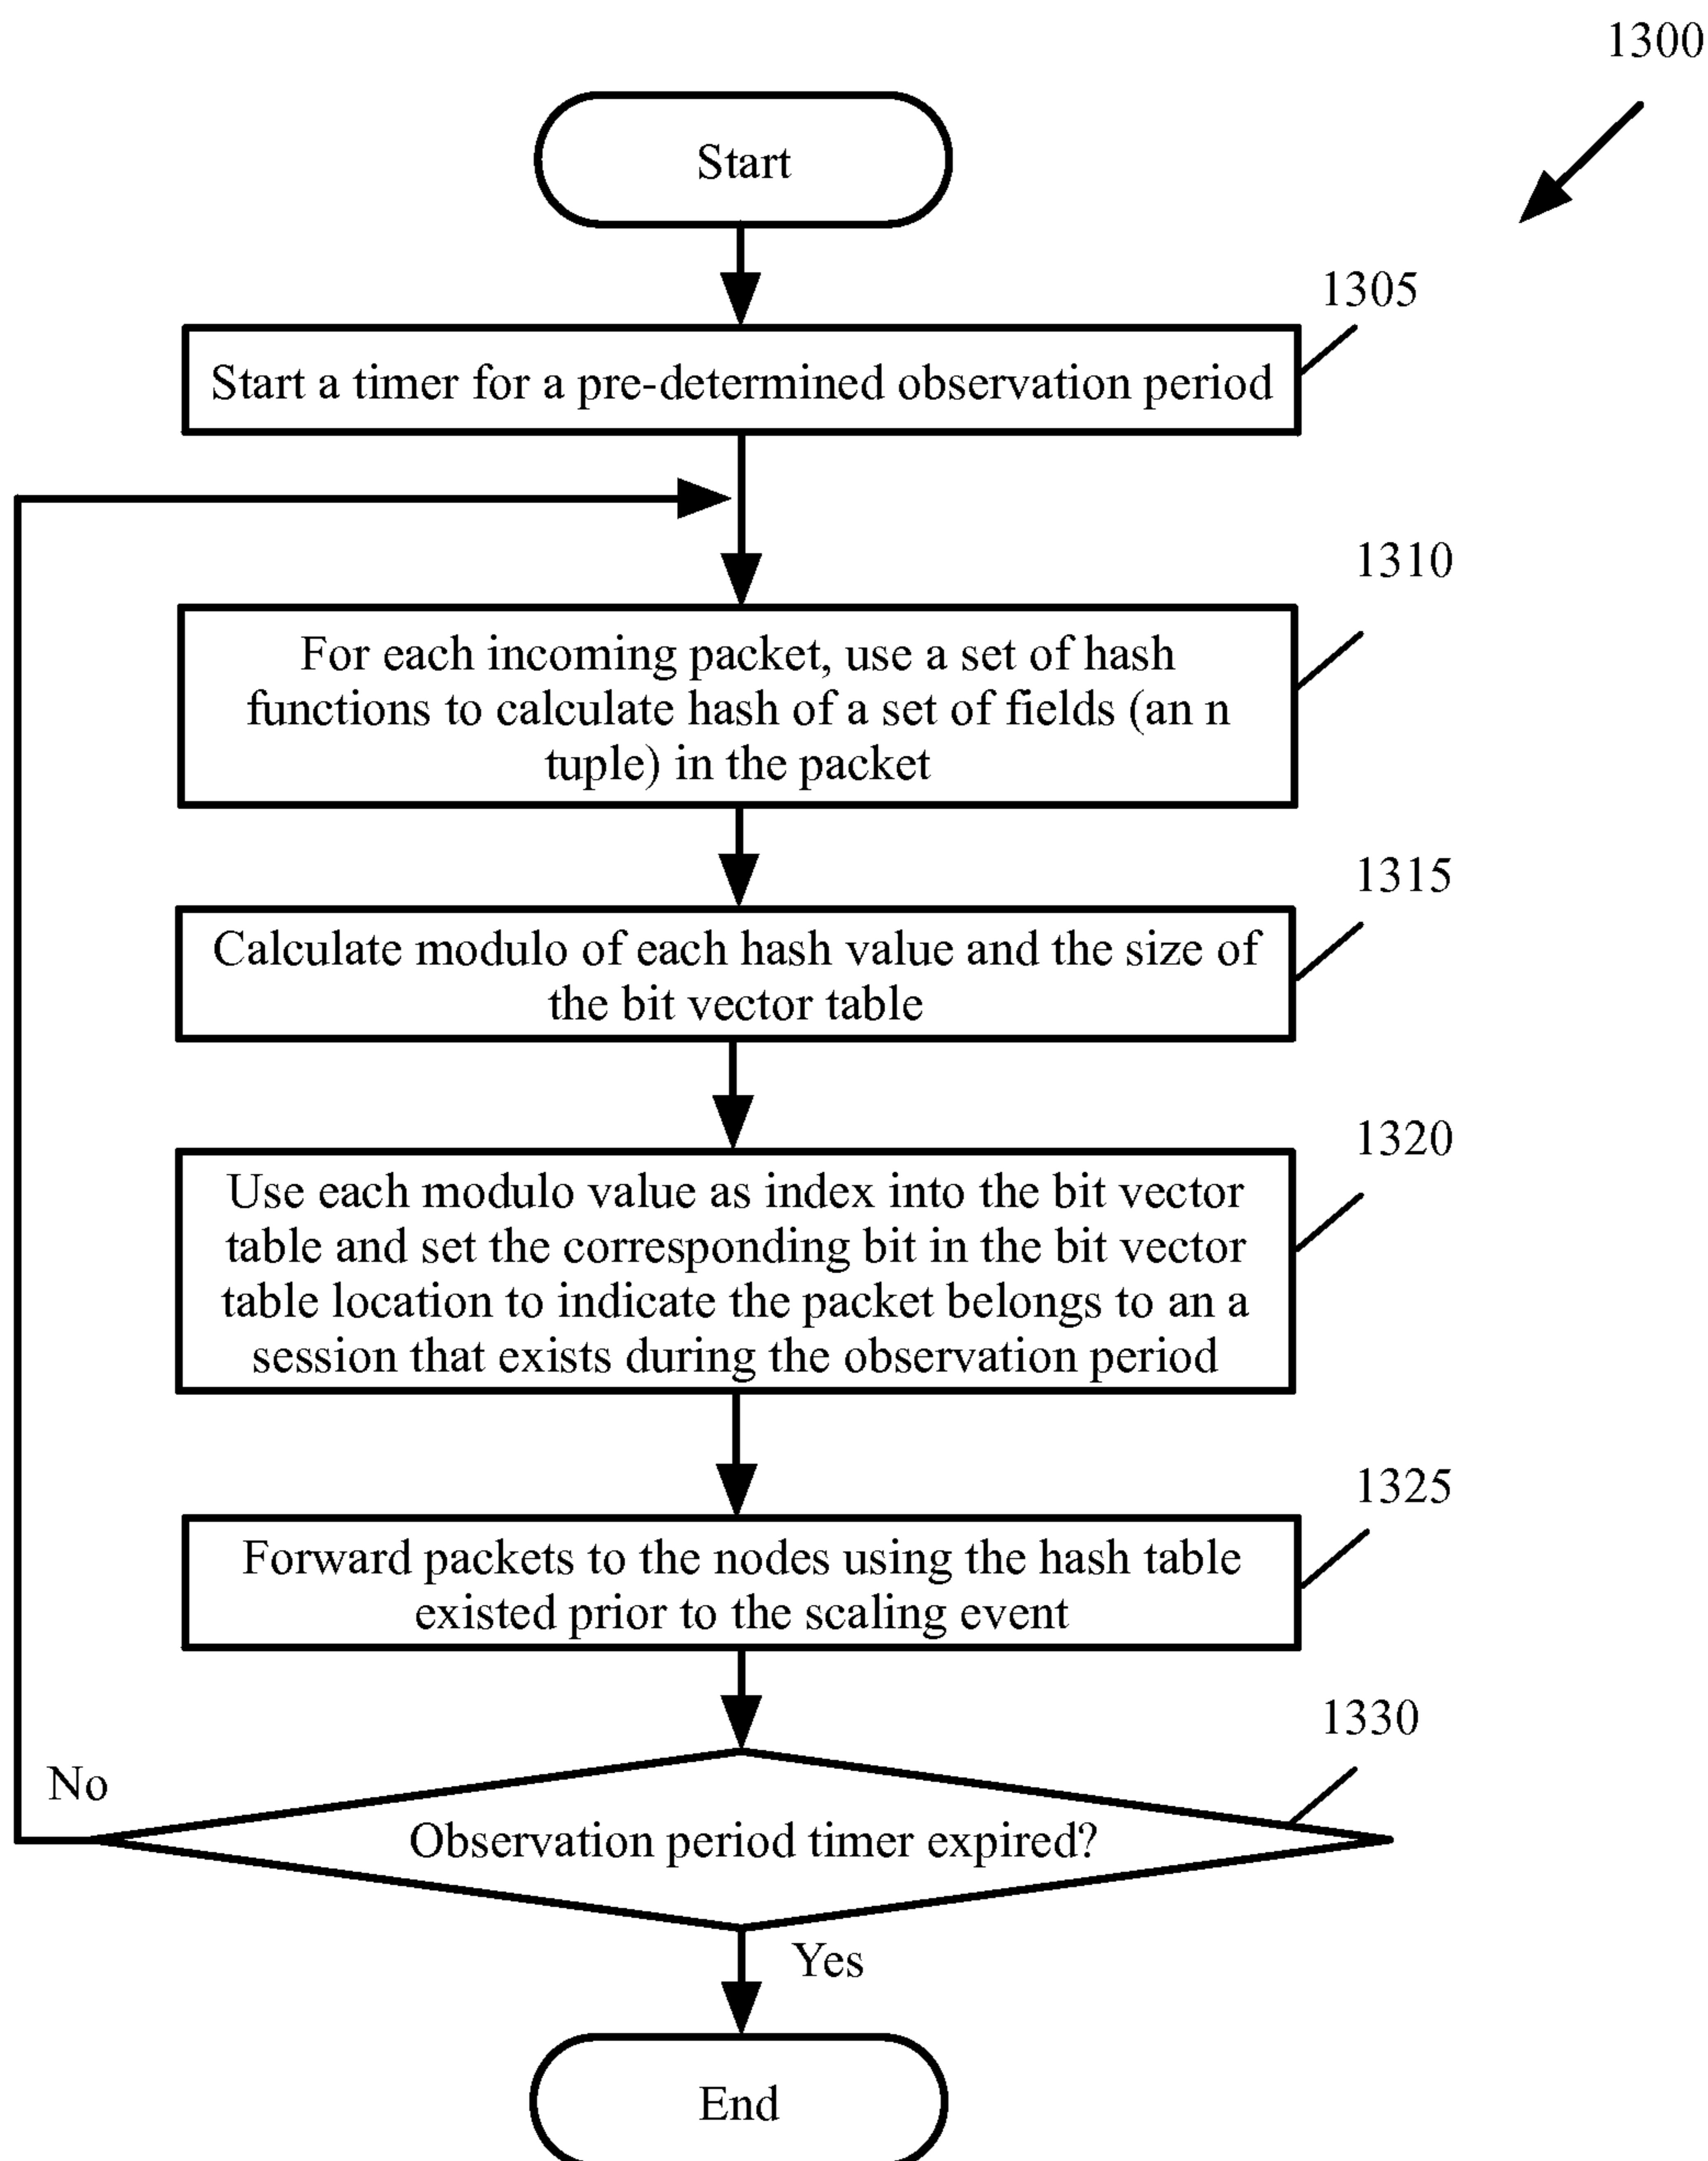 1300
Start
1305
Start a timer for a pre-determined observation period
1310
For each incoming packet, use a set of hash
functions to calculate hash of a set of fields (an n
tuple) in the packet
1315
Calculate modulo of each hash value and the size of
the bit vector table
1320
Use each modulo value as index into the bit vector
table and set the corresponding bit in the bit vector
table location to indicate the packet belongs to an a
session that exists during the observation period
1325
Forward packets to the nodes using the hash table
existed prior to the scaling event
1330
No
Observation period timer expired?
Yes
End